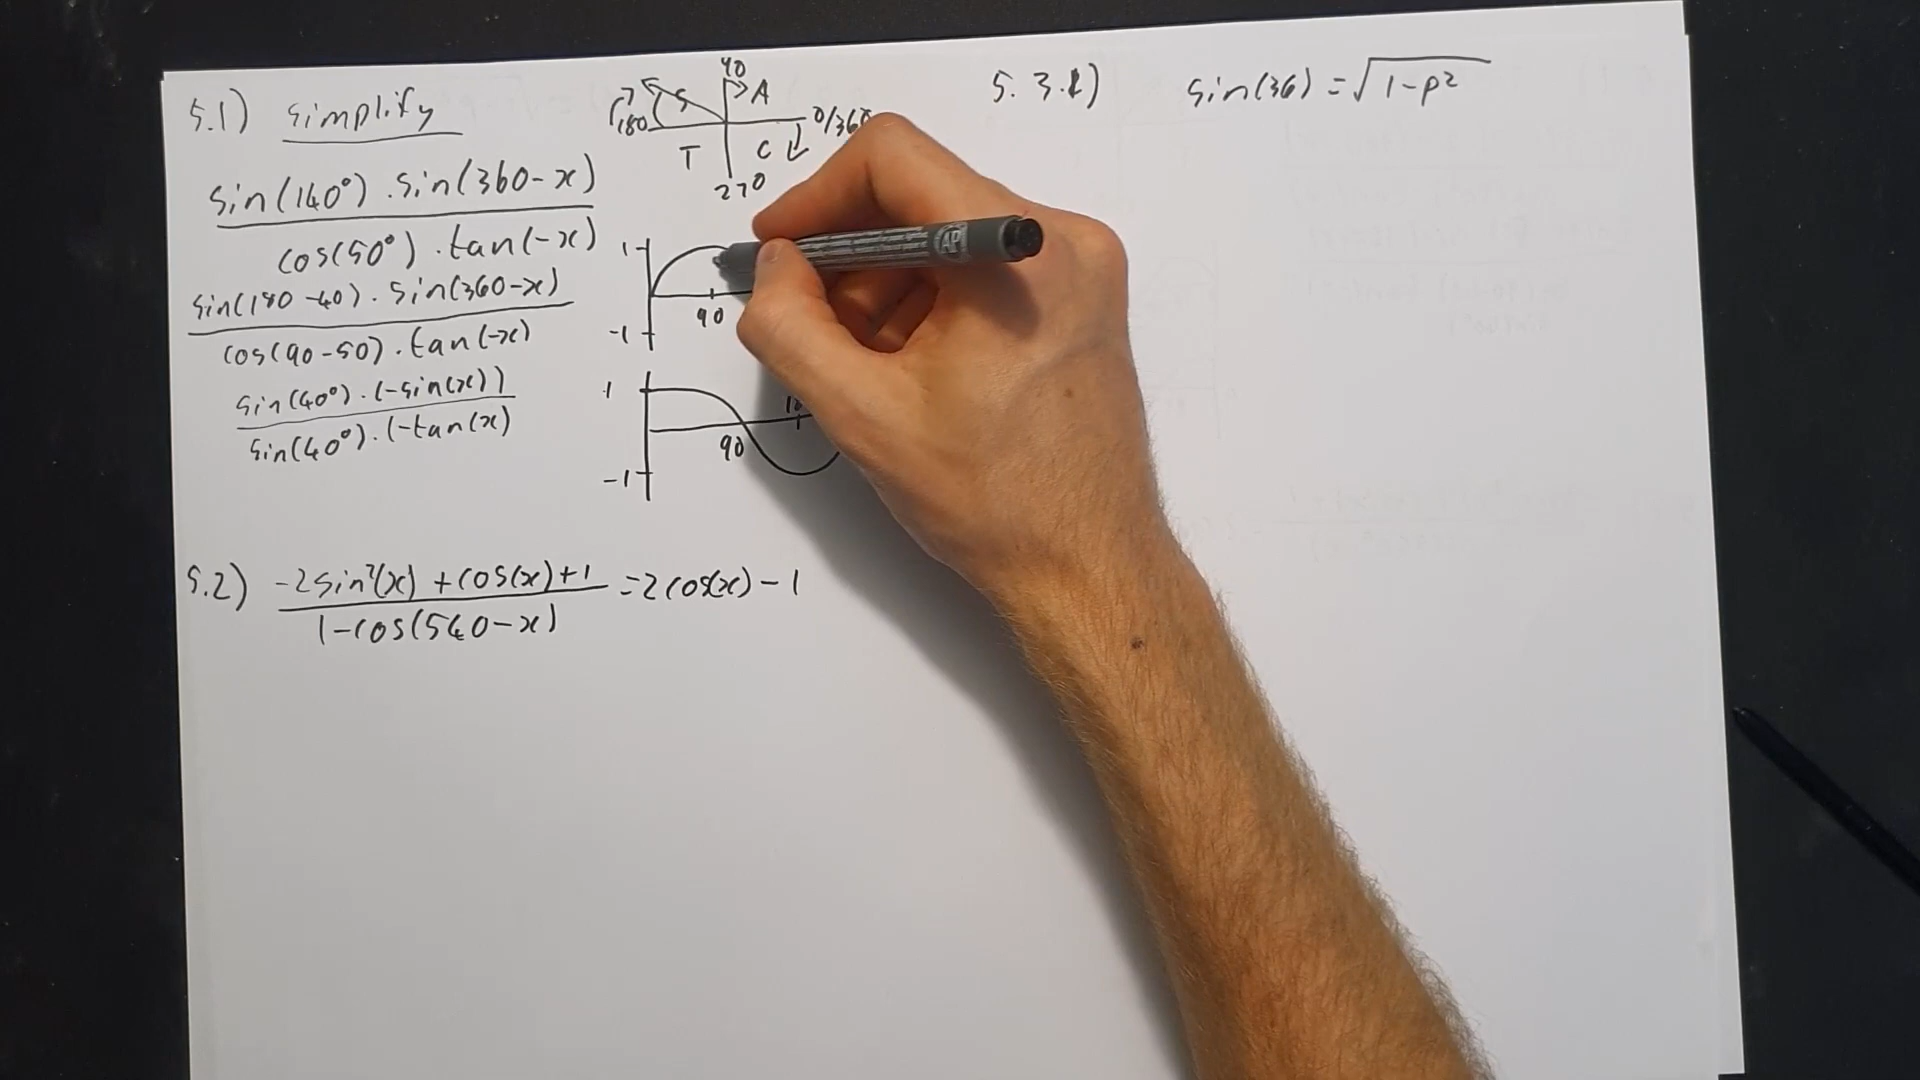 5.1) simplify
sin(140°) . sin(360-x)
cos(50°) . tan(-x)
sin(180-40) . sin(360-x)
cos(90-50) . tan(-x)
sin(40°) . (-sin(x))
sin(40°) . (-tan(x)
90
S A
180 0/360
T C
270
1
90
-1
1
90
-1
5.2) -2sin²(x) + cos(x) + 1 = 2cos(x) - 1
1-cos(540-x)
5.3.1) sin(36) = √1-p²
AP